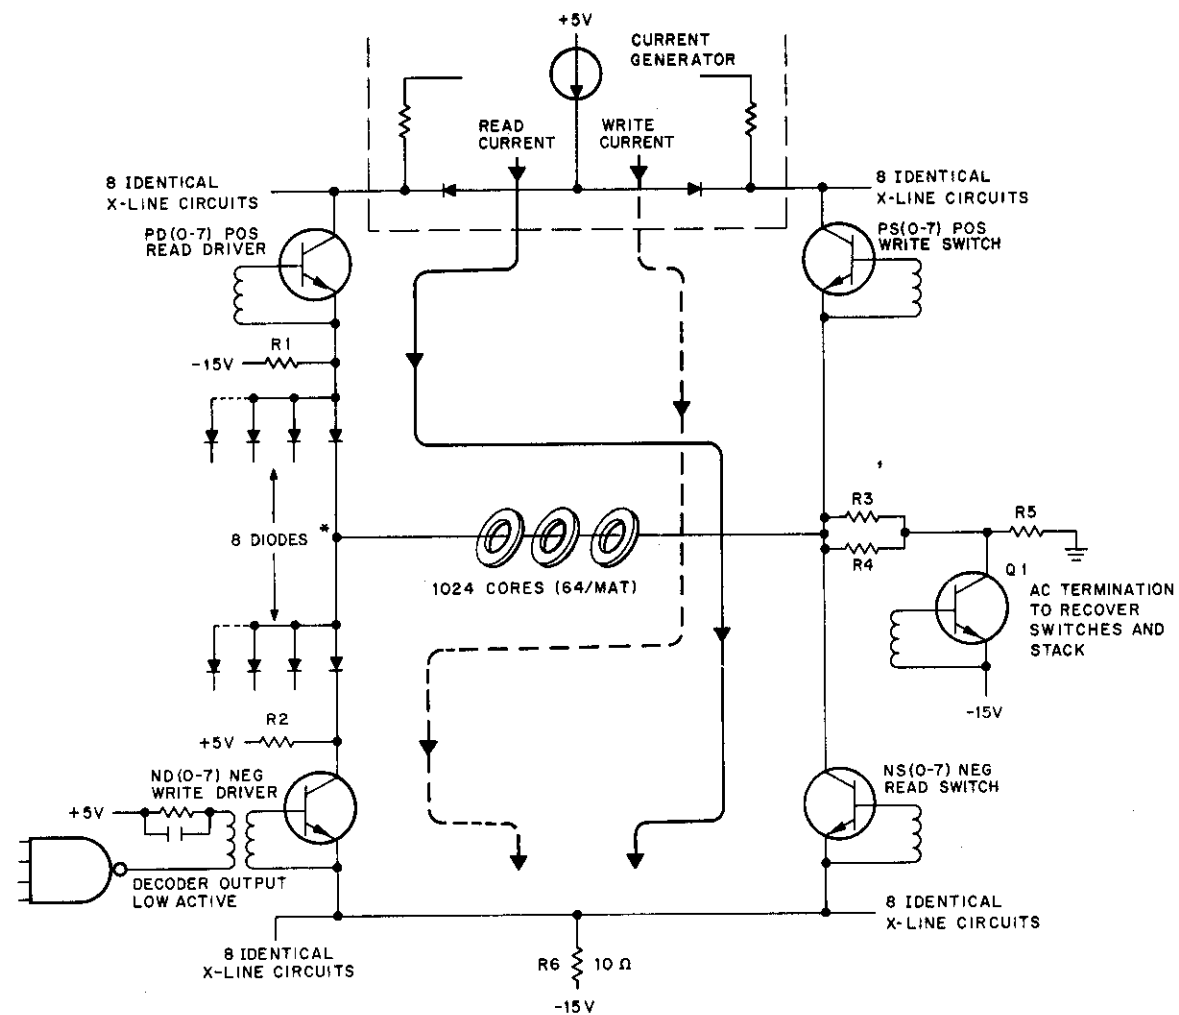 +5V
CURRENT
GENERATOR
READ
CURRENT
WRITE
CURRENT
8 IDENTICAL
X-LINE CIRCUITS
8 IDENTICAL
X-LINE CIRCUITS
PD(0-7) POS
READ DRIVER
PS(0-7) POS
WRITE SWITCH
R1
-15V
8 DIODES
*
1024 CORES (64/MAT)
R3
R4
R5
Q1
AC TERMINATION
TO RECOVER
SWITCHES AND
STACK
-15V
R2
+5V
ND(0-7) NEG
WRITE DRIVER
+5V
NS(0-7) NEG
READ SWITCH
DECODER OUTPUT
LOW ACTIVE
8 IDENTICAL
X-LINE CIRCUITS
8 IDENTICAL
X-LINE CIRCUITS
R6 10 Ω
-15V